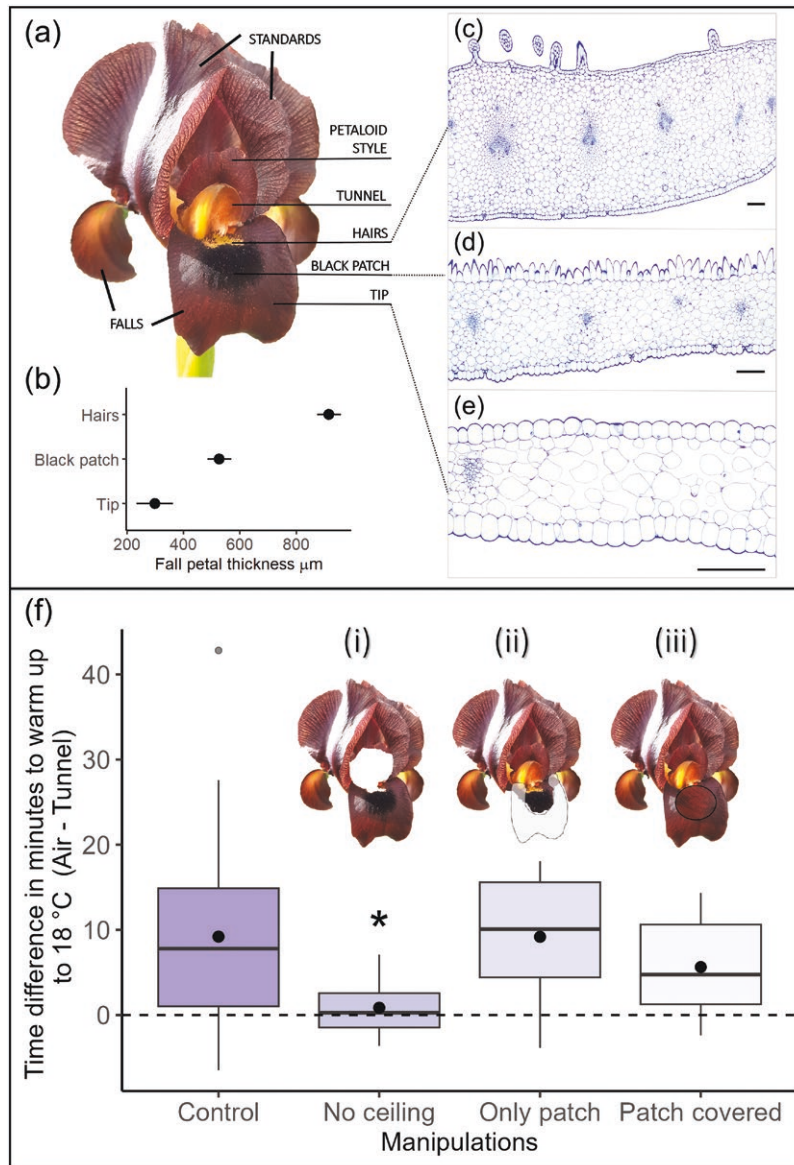 (a)
STANDARDS
PETALOID
STYLE
TUNNEL
HAIRS
BLACK PATCH
TIP
FALLS
(b)
Hairs
Black patch
Tip
200 400 600 800
Fall petal thickness μm
(c)
(d)
(e)
(f)
(i) (ii) (iii)
Time difference in minutes to warm up
to 18 °C (Air - Tunnel)
40
30
20
10
0
*
Control No ceiling Only patch Patch covered
Manipulations